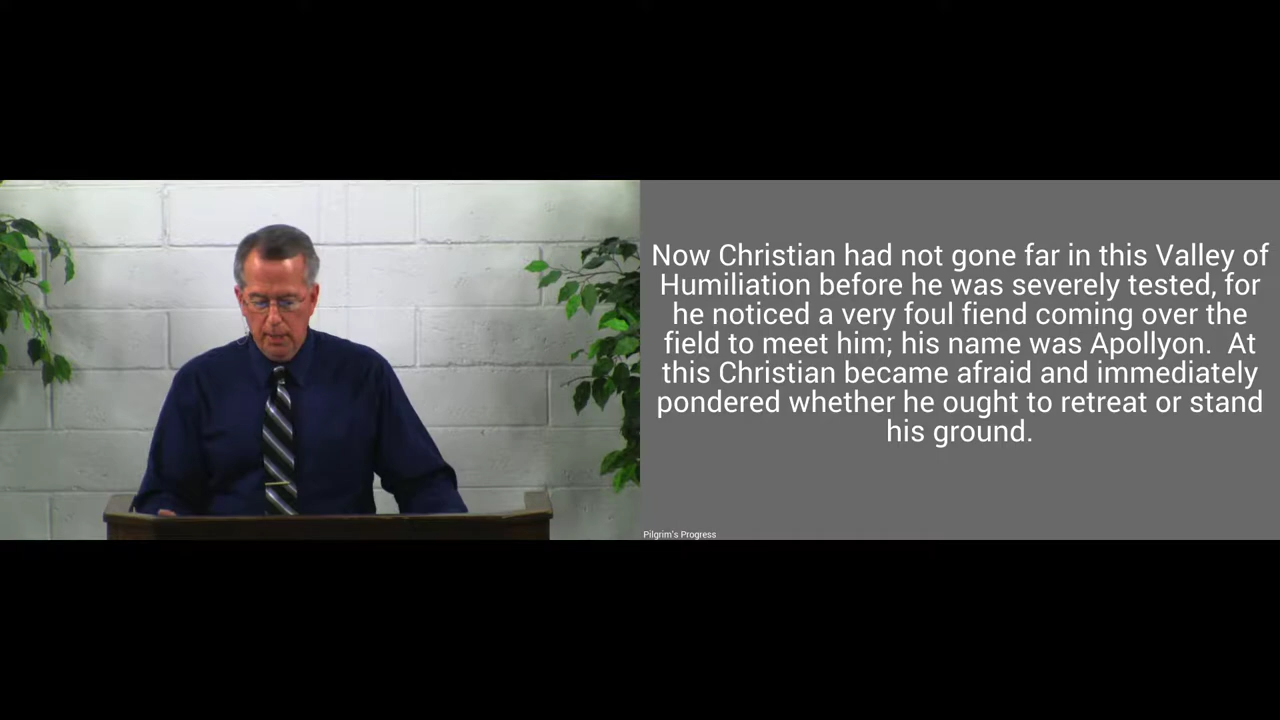 Now Christian had not gone far in this Valley of
Humiliation before he was severely tested, for
he noticed a very foul fiend coming over the
field to meet him; his name was Apollyon.  At
this Christian became afraid and immediately
pondered whether he ought to retreat or stand
his ground.
Pilgrim's Progress